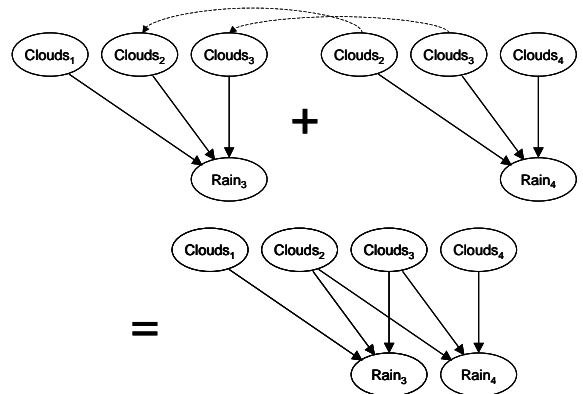 Clouds₁ Clouds₂ Clouds₃ Clouds₂ Clouds₃ Clouds₄
+
Rain₃ Rain₄
Clouds₁ Clouds₂ Clouds₃ Clouds₄
=
Rain₃ Rain₄